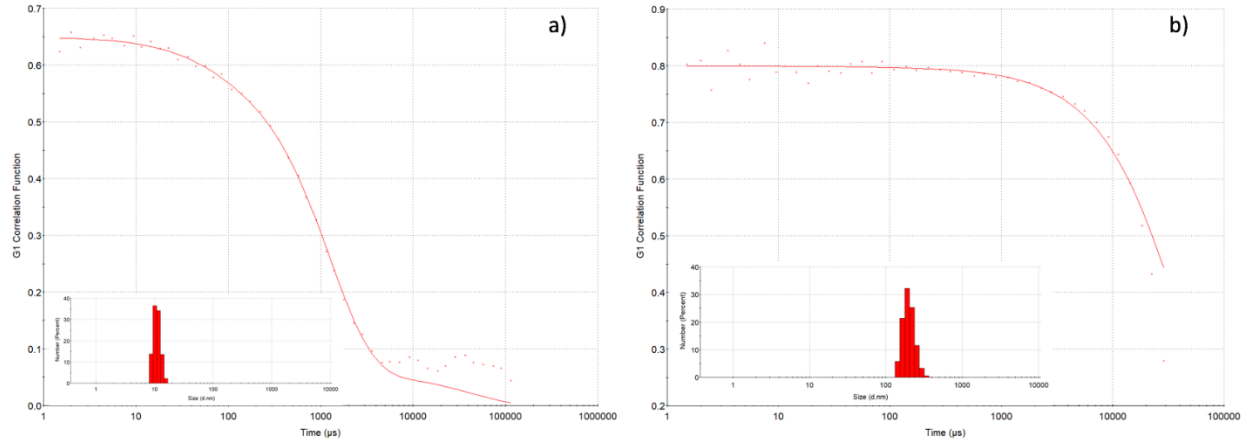 a)
G1 Correlation Function
0.7
0.6
0.5
0.4
0.3
0.2
0.1
0.0
1 10 100 1000 10000 100000 1000000
Time (µs)
Number (Percent)
40
30
20
10
0
1 10 100 1000 10000
Size (d.nm)
b)
G1 Correlation Function
0.9
0.8
0.7
0.6
0.5
0.4
0.3
0.2
1 10 100 1000 10000 100000
Time (µs)
Number (Percent)
40
30
20
10
0
1 10 100 1000 10000
Size (d.nm)